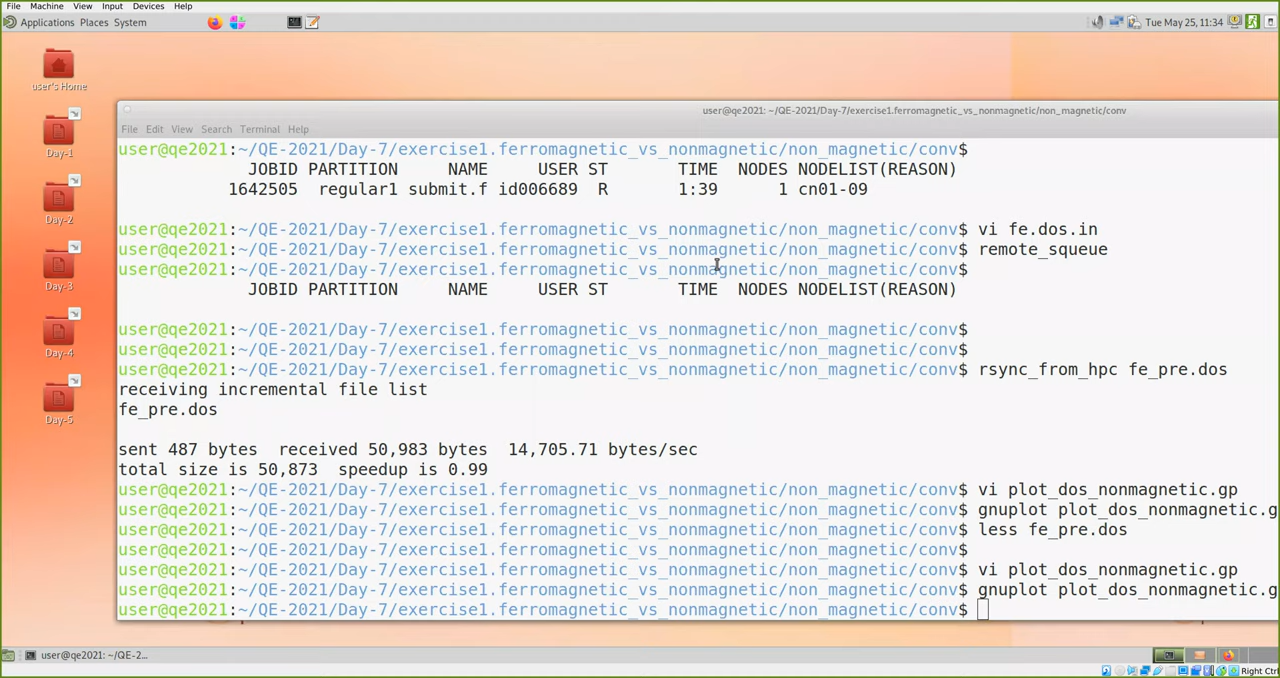 File Machine View Input Devices Help
Applications Places System
Tue May 25, 11:34
user's Home
Day-1
Day-2
Day-3
Day-4
Day-5
user@qe2021: ~/QE-2021/Day-7/exercise1.ferromagnetic_vs_nonmagnetic/non_magnetic/conv
File Edit View Search Terminal Help
user@qe2021:~/QE-2021/Day-7/exercise1.ferromagnetic_vs_nonmagnetic/non_magnetic/conv$
JOBID PARTITION NAME USER ST TIME NODES NODELIST(REASON)
1642505 regular1 submit.f id006689 R 1:39 1 cn01-09
user@qe2021:~/QE-2021/Day-7/exercise1.ferromagnetic_vs_nonmagnetic/non_magnetic/conv$ vi fe.dos.in
user@qe2021:~/QE-2021/Day-7/exercise1.ferromagnetic_vs_nonmagnetic/non_magnetic/conv$ remote_squeue
user@qe2021:~/QE-2021/Day-7/exercise1.ferromagnetic_vs_nonmagnetic/non_magnetic/conv$
JOBID PARTITION NAME USER ST TIME NODES NODELIST(REASON)
user@qe2021:~/QE-2021/Day-7/exercise1.ferromagnetic_vs_nonmagnetic/non_magnetic/conv$
user@qe2021:~/QE-2021/Day-7/exercise1.ferromagnetic_vs_nonmagnetic/non_magnetic/conv$
user@qe2021:~/QE-2021/Day-7/exercise1.ferromagnetic_vs_nonmagnetic/non_magnetic/conv$ rsync_from_hpc fe_pre.dos
receiving incremental file list
fe_pre.dos
sent 487 bytes received 50,983 bytes 14,705.71 bytes/sec
total size is 50,873 speedup is 0.99
user@qe2021:~/QE-2021/Day-7/exercise1.ferromagnetic_vs_nonmagnetic/non_magnetic/conv$ vi plot_dos_nonmagnetic.gp
user@qe2021:~/QE-2021/Day-7/exercise1.ferromagnetic_vs_nonmagnetic/non_magnetic/conv$ gnuplot plot_dos_nonmagnetic.g
user@qe2021:~/QE-2021/Day-7/exercise1.ferromagnetic_vs_nonmagnetic/non_magnetic/conv$ less fe_pre.dos
user@qe2021:~/QE-2021/Day-7/exercise1.ferromagnetic_vs_nonmagnetic/non_magnetic/conv$
user@qe2021:~/QE-2021/Day-7/exercise1.ferromagnetic_vs_nonmagnetic/non_magnetic/conv$ vi plot_dos_nonmagnetic.gp
user@qe2021:~/QE-2021/Day-7/exercise1.ferromagnetic_vs_nonmagnetic/non_magnetic/conv$ gnuplot plot_dos_nonmagnetic.g
user@qe2021:~/QE-2021/Day-7/exercise1.ferromagnetic_vs_nonmagnetic/non_magnetic/conv$
user@qe2021: ~/QE-2...
Right Ctrl